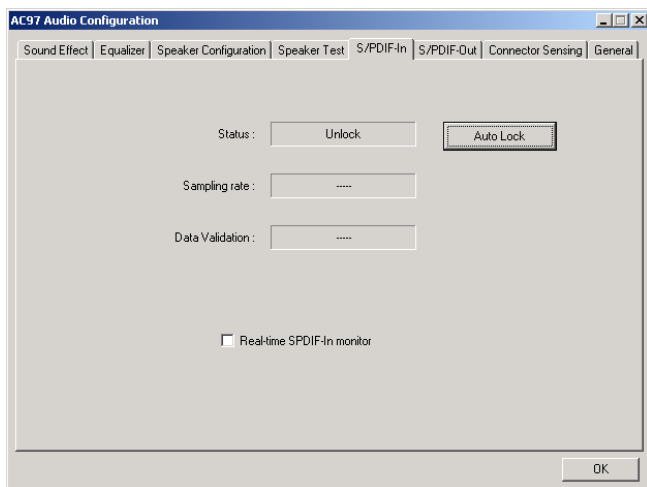 AC97 Audio Configuration
Sound Effect Equalizer Speaker Configuration Speaker Test S/PDIF-In S/PDIF-Out Connector Sensing General
Status : Unlock Auto Lock
Sampling rate : -----
Data Validation : -----
Real-time SPDIF-In monitor
OK